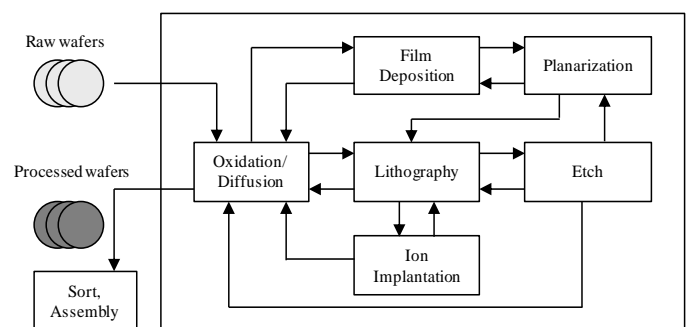 Raw wafers
Film
Deposition
Planarization
Processed wafers
Oxidation/
Diffusion
Lithography
Etch
Ion
Implantation
Sort,
Assembly